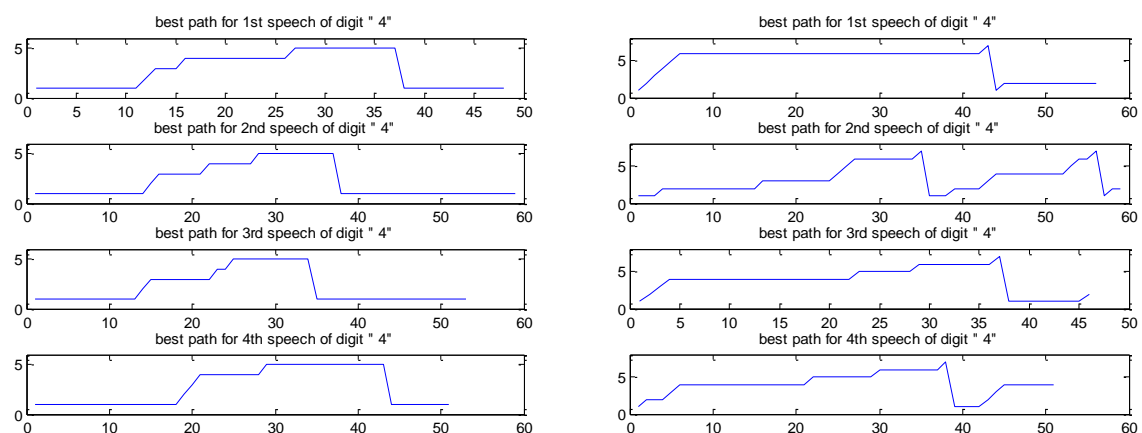 best path for 1st speech of digit " 4"
5
0
0 5 10 15 20 25 30 35 40 45 50
best path for 2nd speech of digit " 4"
5
0
0 10 20 30 40 50 60
best path for 3rd speech of digit " 4"
5
0
0 10 20 30 40 50 60
best path for 4th speech of digit " 4"
5
0
0 10 20 30 40 50 60
best path for 1st speech of digit " 4"
5
0
0 10 20 30 40 50 60
best path for 2nd speech of digit " 4"
5
0
0 10 20 30 40 50 60
best path for 3rd speech of digit " 4"
5
0
0 5 10 15 20 25 30 35 40 45 50
best path for 4th speech of digit " 4"
5
0
0 10 20 30 40 50 60